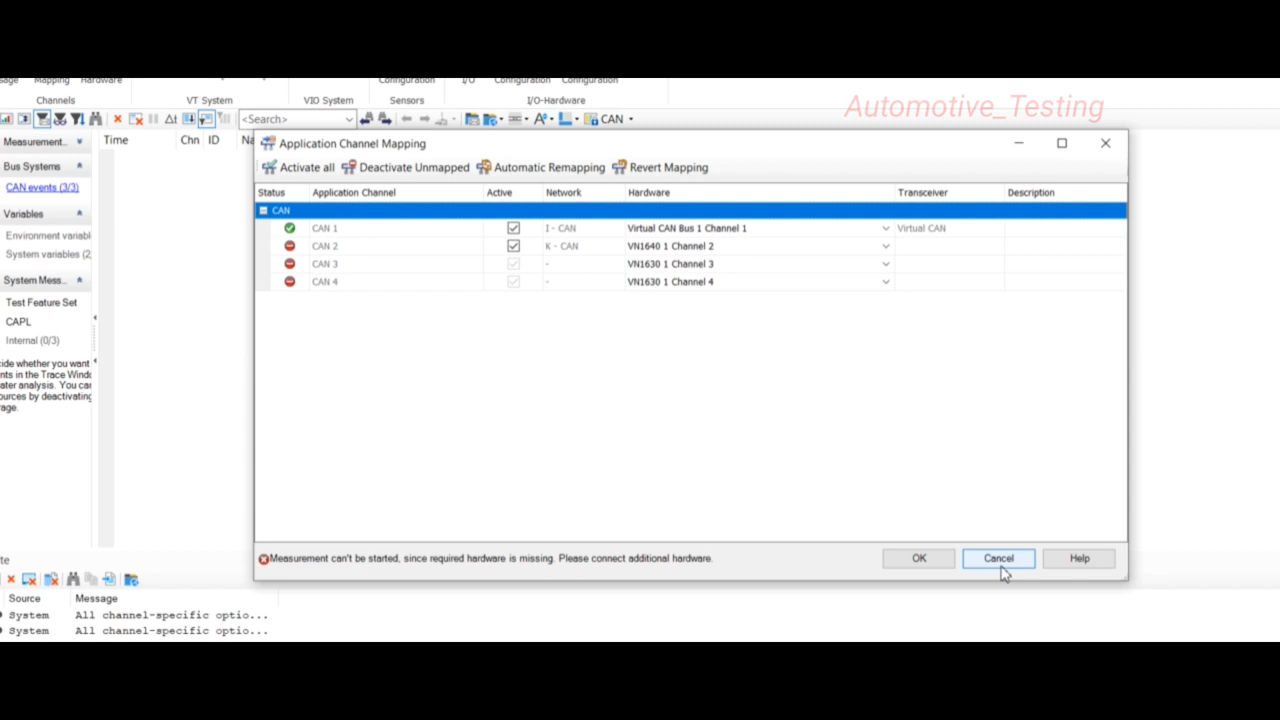 Mapping Hardware Configuration I/O Configuration Configuration
Channels VT System VIO System Sensors I/O-Hardware
Automotive_Testing
<Search> CAN
Measurement.. Time Chn ID
Application Channel Mapping
Bus Systems
Activate all Deactivate Unmapped Automatic Remapping Revert Mapping
CAN events (3/3)
Status Application Channel Active Network Hardware Transceiver Description
Variables
CAN
Environment variabl
CAN 1 I - CAN Virtual CAN Bus 1 Channel 1 Virtual CAN
System variables (2,
CAN 2 K - CAN VN1640 1 Channel 2
System Mess..
CAN 3 - VN1630 1 Channel 3
CAN 4 - VN1630 1 Channel 4
Test Feature Set
CAPL
Internal (0/3)
cide whether you want
nts in the Trace Windo
ater analysis. You can
ources by deactivating
rage.
Measurement can't be started, since required hardware is missing. Please connect additional hardware.
OK Cancel Help
Source Message
System All channel-specific optio...
System All channel-specific optio...